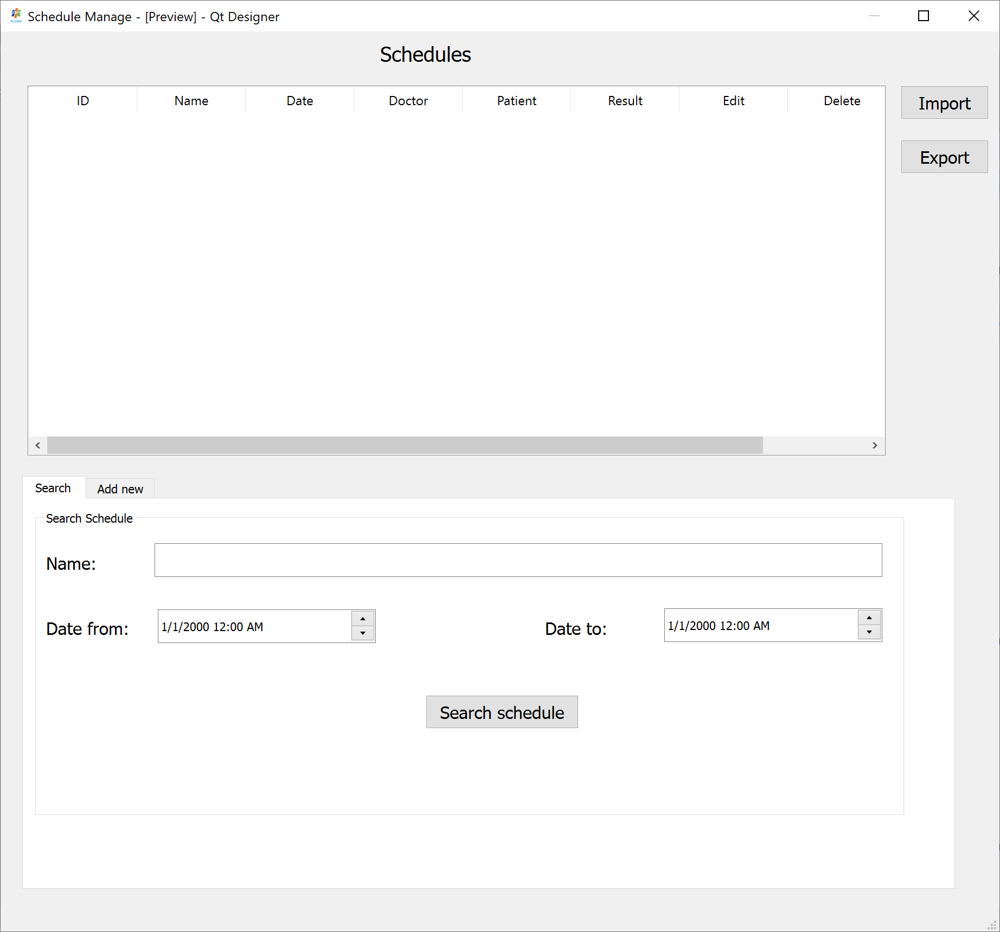 Schedule Manage - [Preview] - Qt Designer
Schedules
ID Name Date Doctor Patient Result Edit Delete
Import
Export
Search Add new
Search Schedule
Name:
Date from: 1/1/2000 12:00 AM Date to: 1/1/2000 12:00 AM
Search schedule